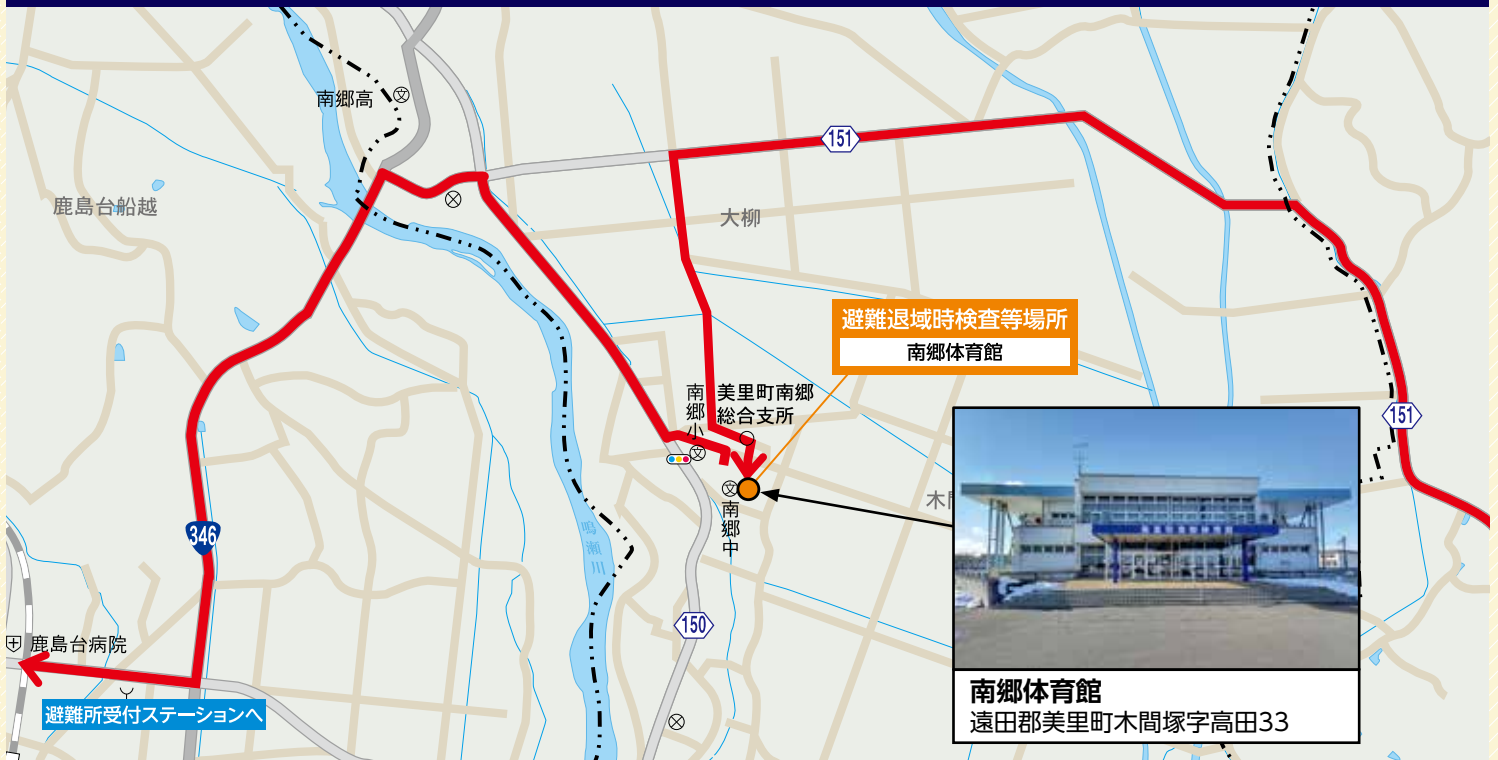 南郷高
151
鹿島台船越
大柳
避難退域時検査等場所
南郷体育館
美里町南郷
総合支所
南郷小
151
南郷中
木間
346
鳴瀬川
150
鹿島台病院
避難所受付ステーションへ
南郷体育館
遠田郡美里町木間塚字高田33